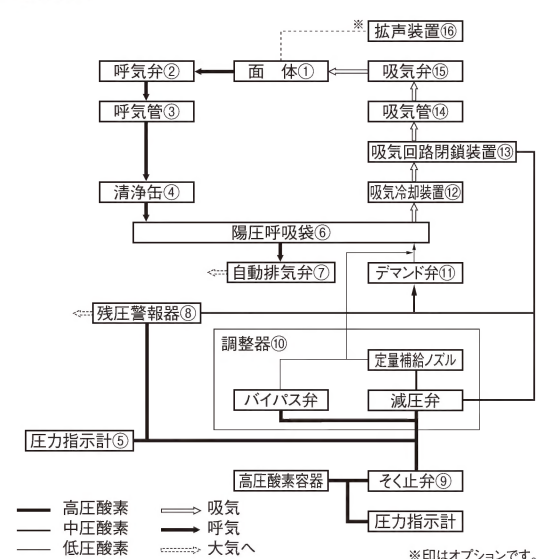 ※
拡声装置⑯
呼気弁②
面 体①
吸気弁⑮
呼気管③
吸気管⑭
吸気回路閉鎖装置⑬
清浄缶④
吸気冷却装置⑫
陽圧呼吸袋⑥
自動排気弁⑦
デマンド弁⑪
残圧警報器⑧
調整器⑩
定量補給ノズル
バイパス弁
減圧弁
圧力指示計⑤
高圧酸素容器
そく止弁⑨
圧力指示計
高圧酸素
吸気
中圧酸素
呼気
低圧酸素
大気へ
※印はオプションです。